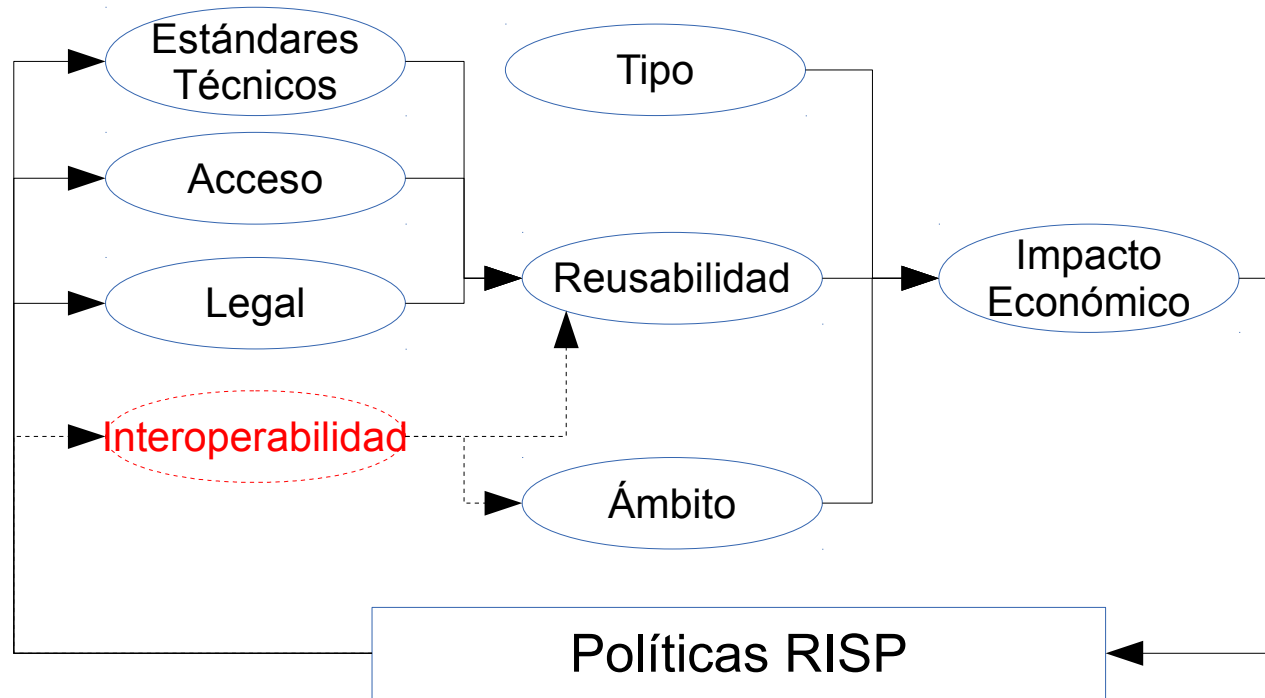 Estándares
Técnicos
Tipo
Acceso
Reusabilidad
Impacto
Económico
Legal
Interoperabilidad
Ámbito
Políticas RISP